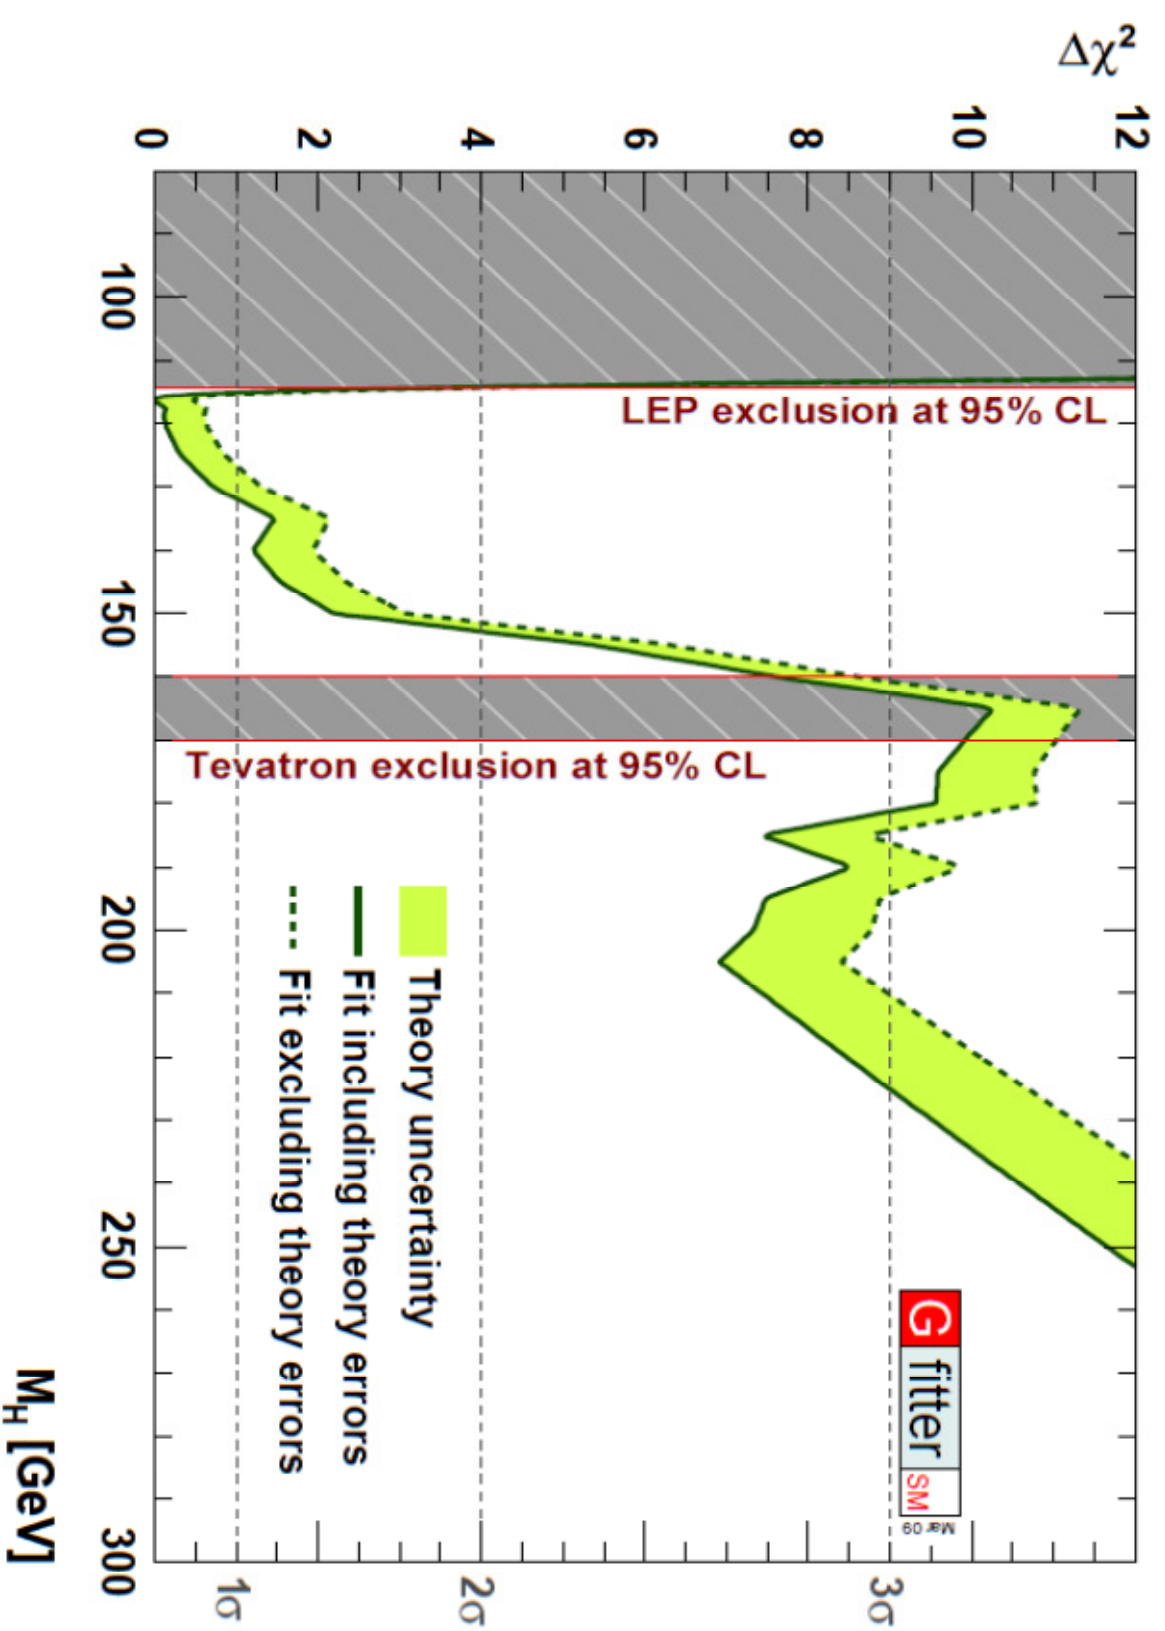 Δχ²
12
10
8
6
4
2
0
LEP exclusion at 95% CL
Tevatron exclusion at 95% CL
Theory uncertainty
Fit including theory errors
Fit excluding theory errors
G fitter SM
Mar 09
3σ
2σ
1σ
100
150
200
250
300
M_H [GeV]